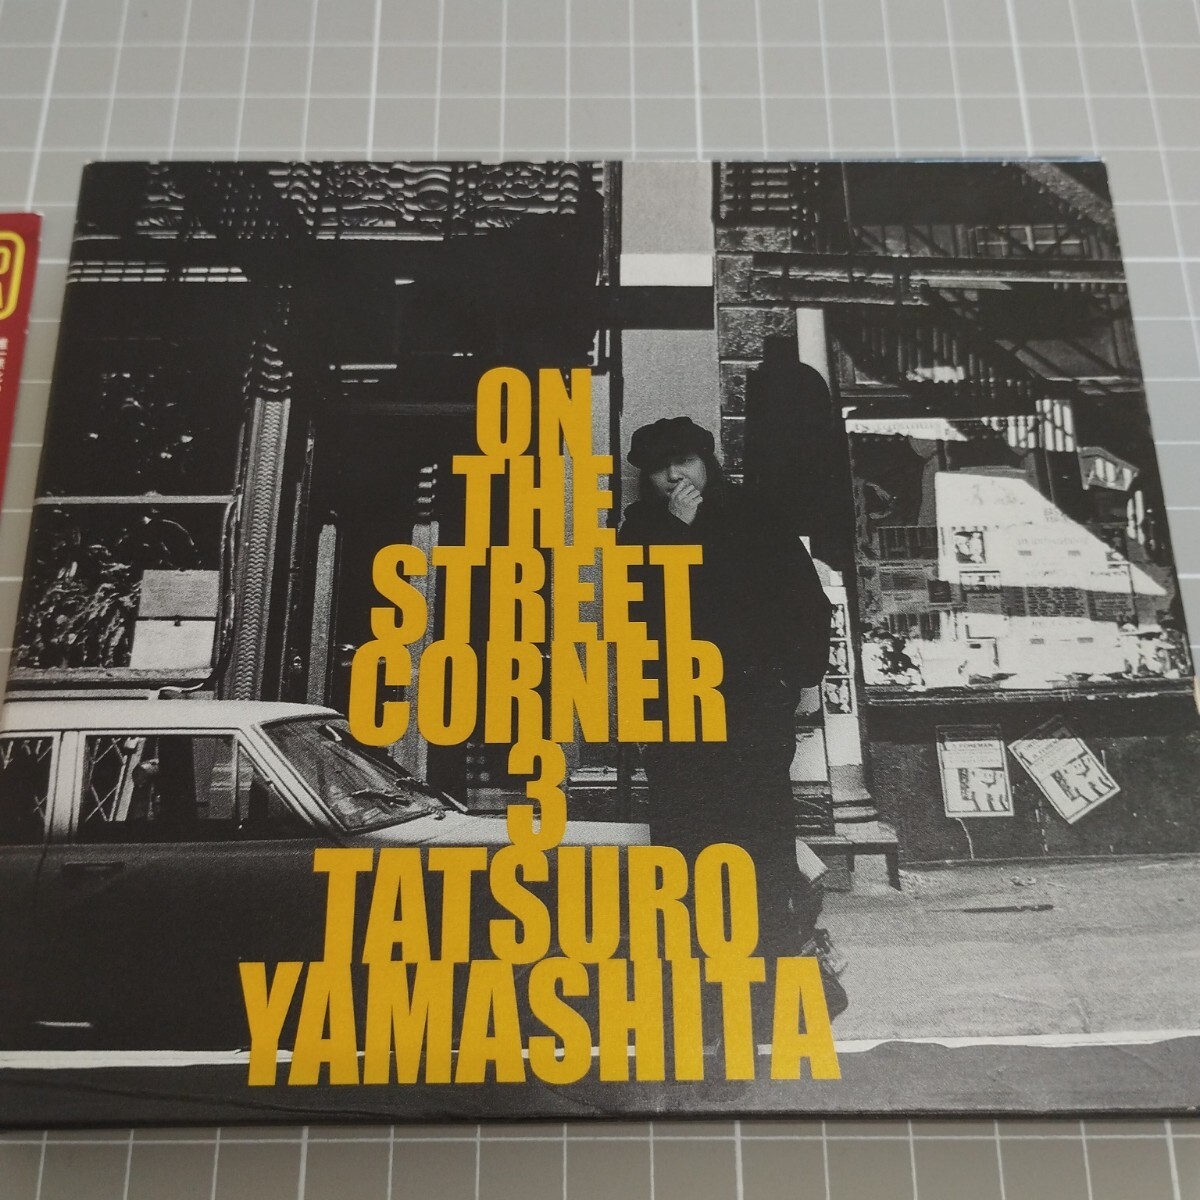 ON
THE
STREET
CORNER
3
TATSURO
YAMASHITA